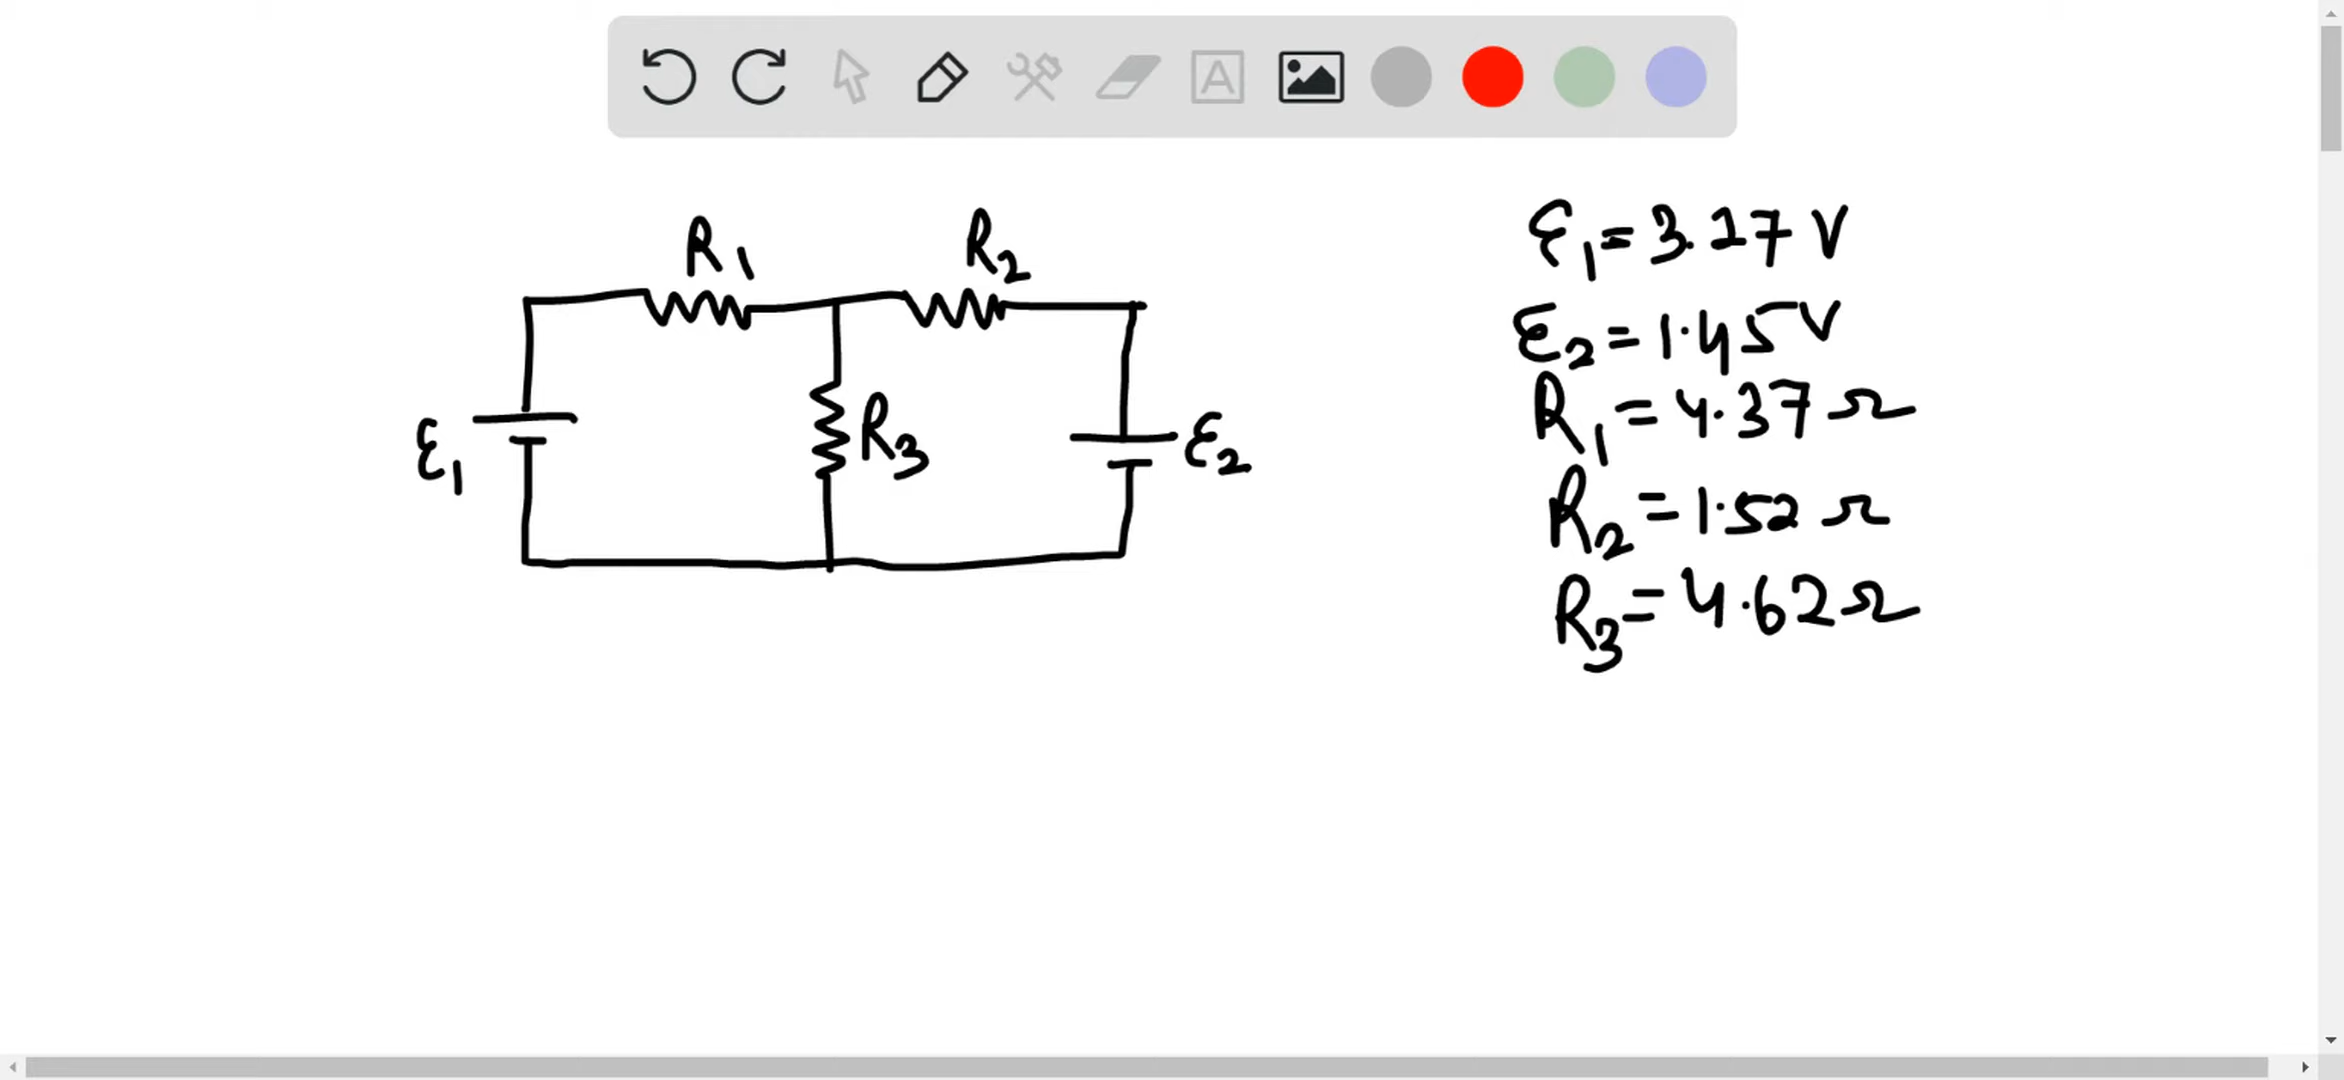 R₁
R₂
ε₁
R₃
ε₂
ε₁ = 3.27 V
ε₂ = 1.45 V
R₁ = 4.37 Ω
R₂ = 1.52 Ω
R₃ = 4.62 Ω
A